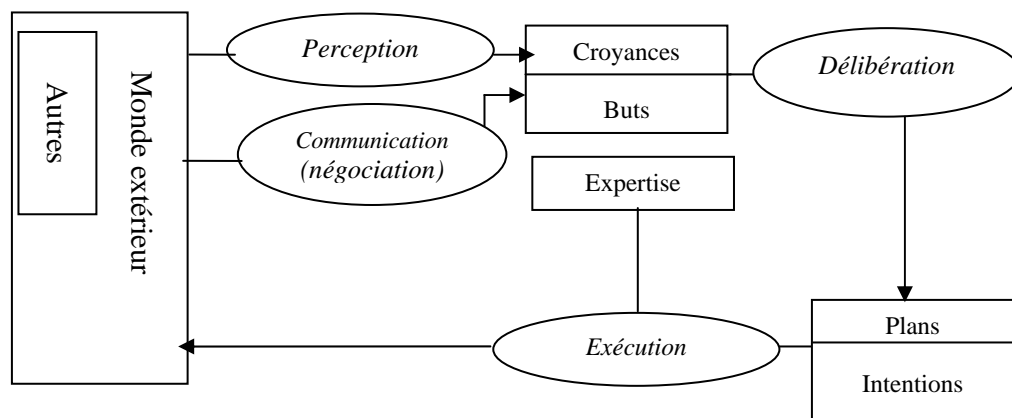 Autres
Monde extérieur
Perception
Communication
(négociation)
Croyances
Buts
Délibération
Expertise
Exécution
Plans
Intentions